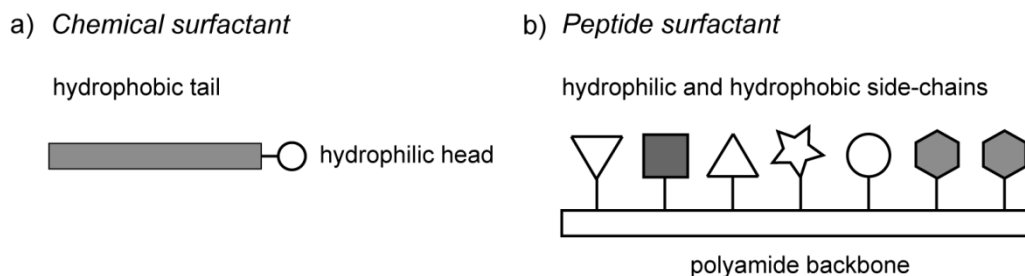 a) Chemical surfactant
hydrophobic tail
hydrophilic head
b) Peptide surfactant
hydrophilic and hydrophobic side-chains
polyamide backbone